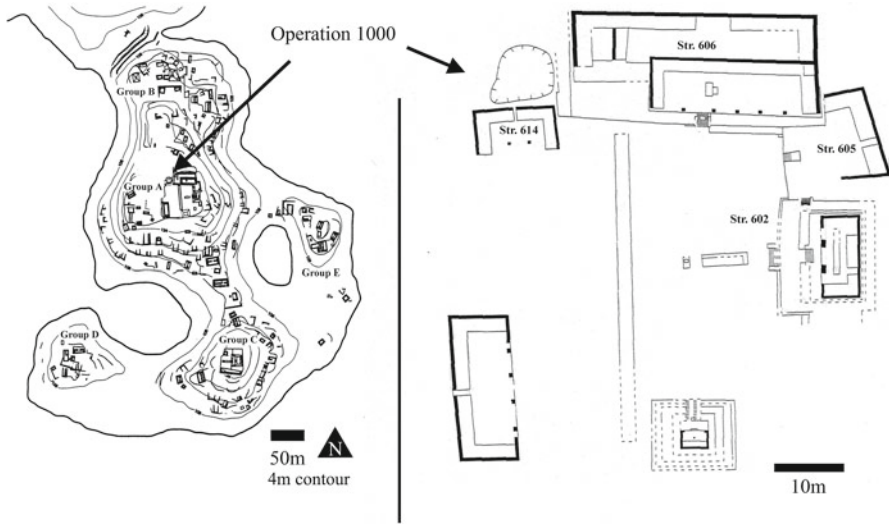 Operation 1000
Group B
Group A
Group E
Group D
Group C
50m
N
4m contour
Str. 606
Str. 614
Str. 605
Str. 602
10m